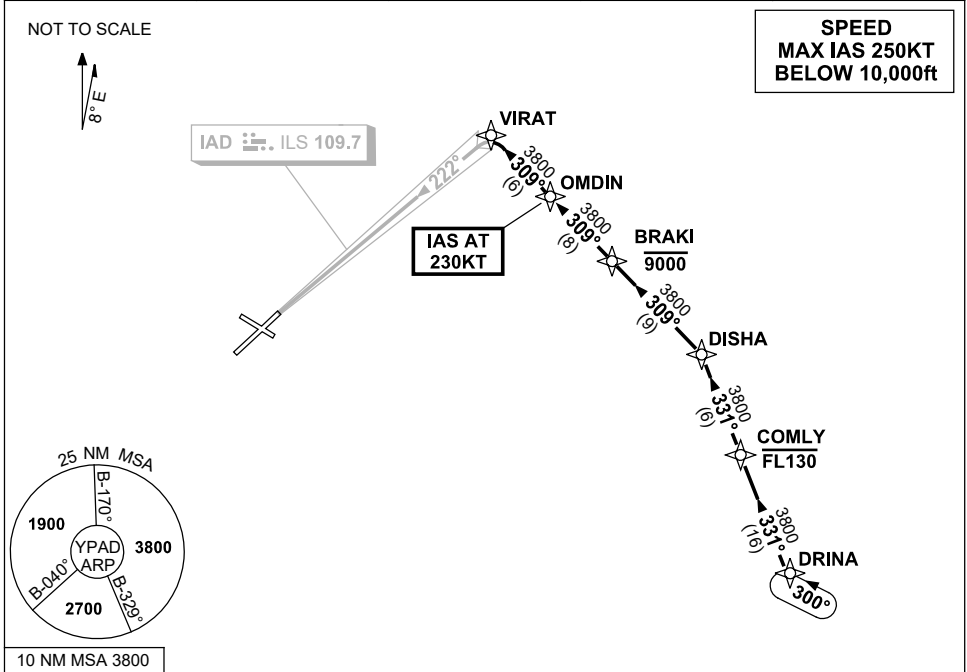 NOT TO SCALE
8° E
SPEED
MAX IAS 250KT
BELOW 10,000ft
IAD ILS 109.7
222°
VIRAT
3800
309°
(6)
OMDIN
IAS AT
230KT
3800
309°
(8)
BRAKI
9000
3800
309°
(9)
DISHA
3800
331°
(6)
COMLY
FL130
3800
331°
(16)
DRINA
300°
25 NM MSA
B-170°
1900
YPAD
ARP
3800
B-040°
B-329°
2700
10 NM MSA 3800